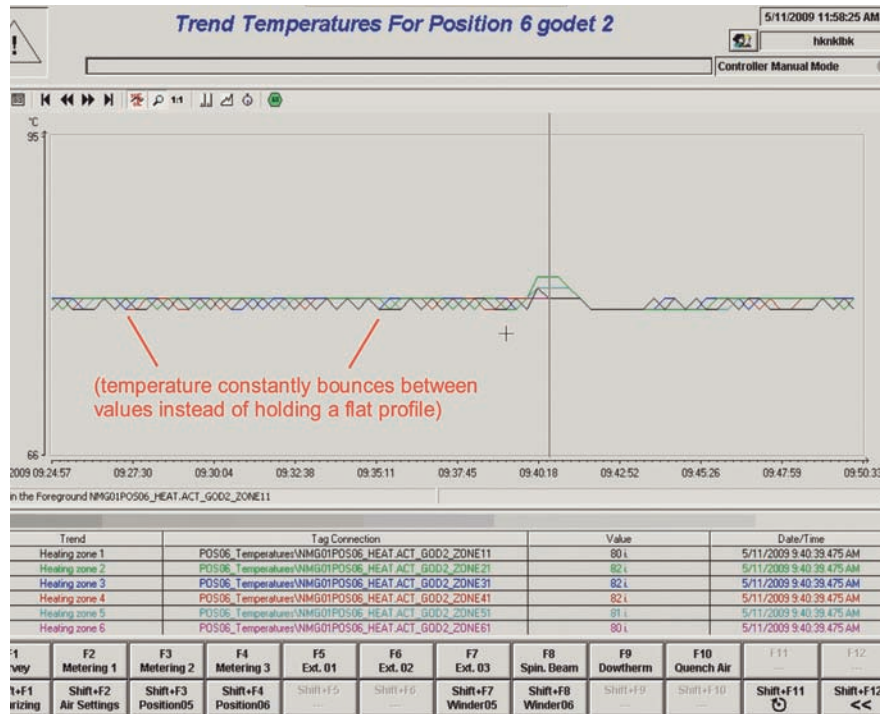 !
Trend Temperatures For Position 6 godet 2
5/11/2009 11:58:25 AM
hknklbk
Controller Manual Mode
1:1
°C
95
(temperature constantly bounces between
values instead of holding a flat profile)
66
2009 09:24:57 09:27:30 09:30:04 09:32:38 09:35:11 09:37:45 09:40:18 09:42:52 09:45:26 09:47:59 09:50:33
in the Foreground NMG01POS06_HEAT.ACT_GOD2_ZONE11
Trend Tag Connection Value Date/Time
Heating zone 1 POS06_Temperatures\NMG01POS06_HEAT.ACT_GOD2_ZONE11 80 i. 5/11/2009 9:40:39.475 AM
Heating zone 2 POS06_Temperatures\NMG01POS06_HEAT.ACT_GOD2_ZONE21 82 i. 5/11/2009 9:40:39.475 AM
Heating zone 3 POS06_Temperatures\NMG01POS06_HEAT.ACT_GOD2_ZONE31 82 i. 5/11/2009 9:40:39.475 AM
Heating zone 4 POS06_Temperatures\NMG01POS06_HEAT.ACT_GOD2_ZONE41 82 i. 5/11/2009 9:40:39.475 AM
Heating zone 5 POS06_Temperatures\NMG01POS06_HEAT.ACT_GOD2_ZONE51 81 i. 5/11/2009 9:40:39.475 AM
Heating zone 6 POS06_Temperatures\NMG01POS06_HEAT.ACT_GOD2_ZONE61 80 i. 5/11/2009 9:40:39.475 AM
F1 F2 F3 F4 F5 F6 F7 F8 F9 F10 F11 F12
rvey Metering 1 Metering 2 Metering 3 Ext. 01 Ext. 02 Ext. 03 Spin. Beam Dowtherm Quench Air --- ---
ft+F1 Shift+F2 Shift+F3 Shift+F4 Shift+F5 Shift+F6 Shift+F7 Shift+F8 Shift+F9 Shift+F10 Shift+F11 Shift+F12
rizing Air Settings Position05 Position06 --- --- Winder05 Winder06 --- --- <<